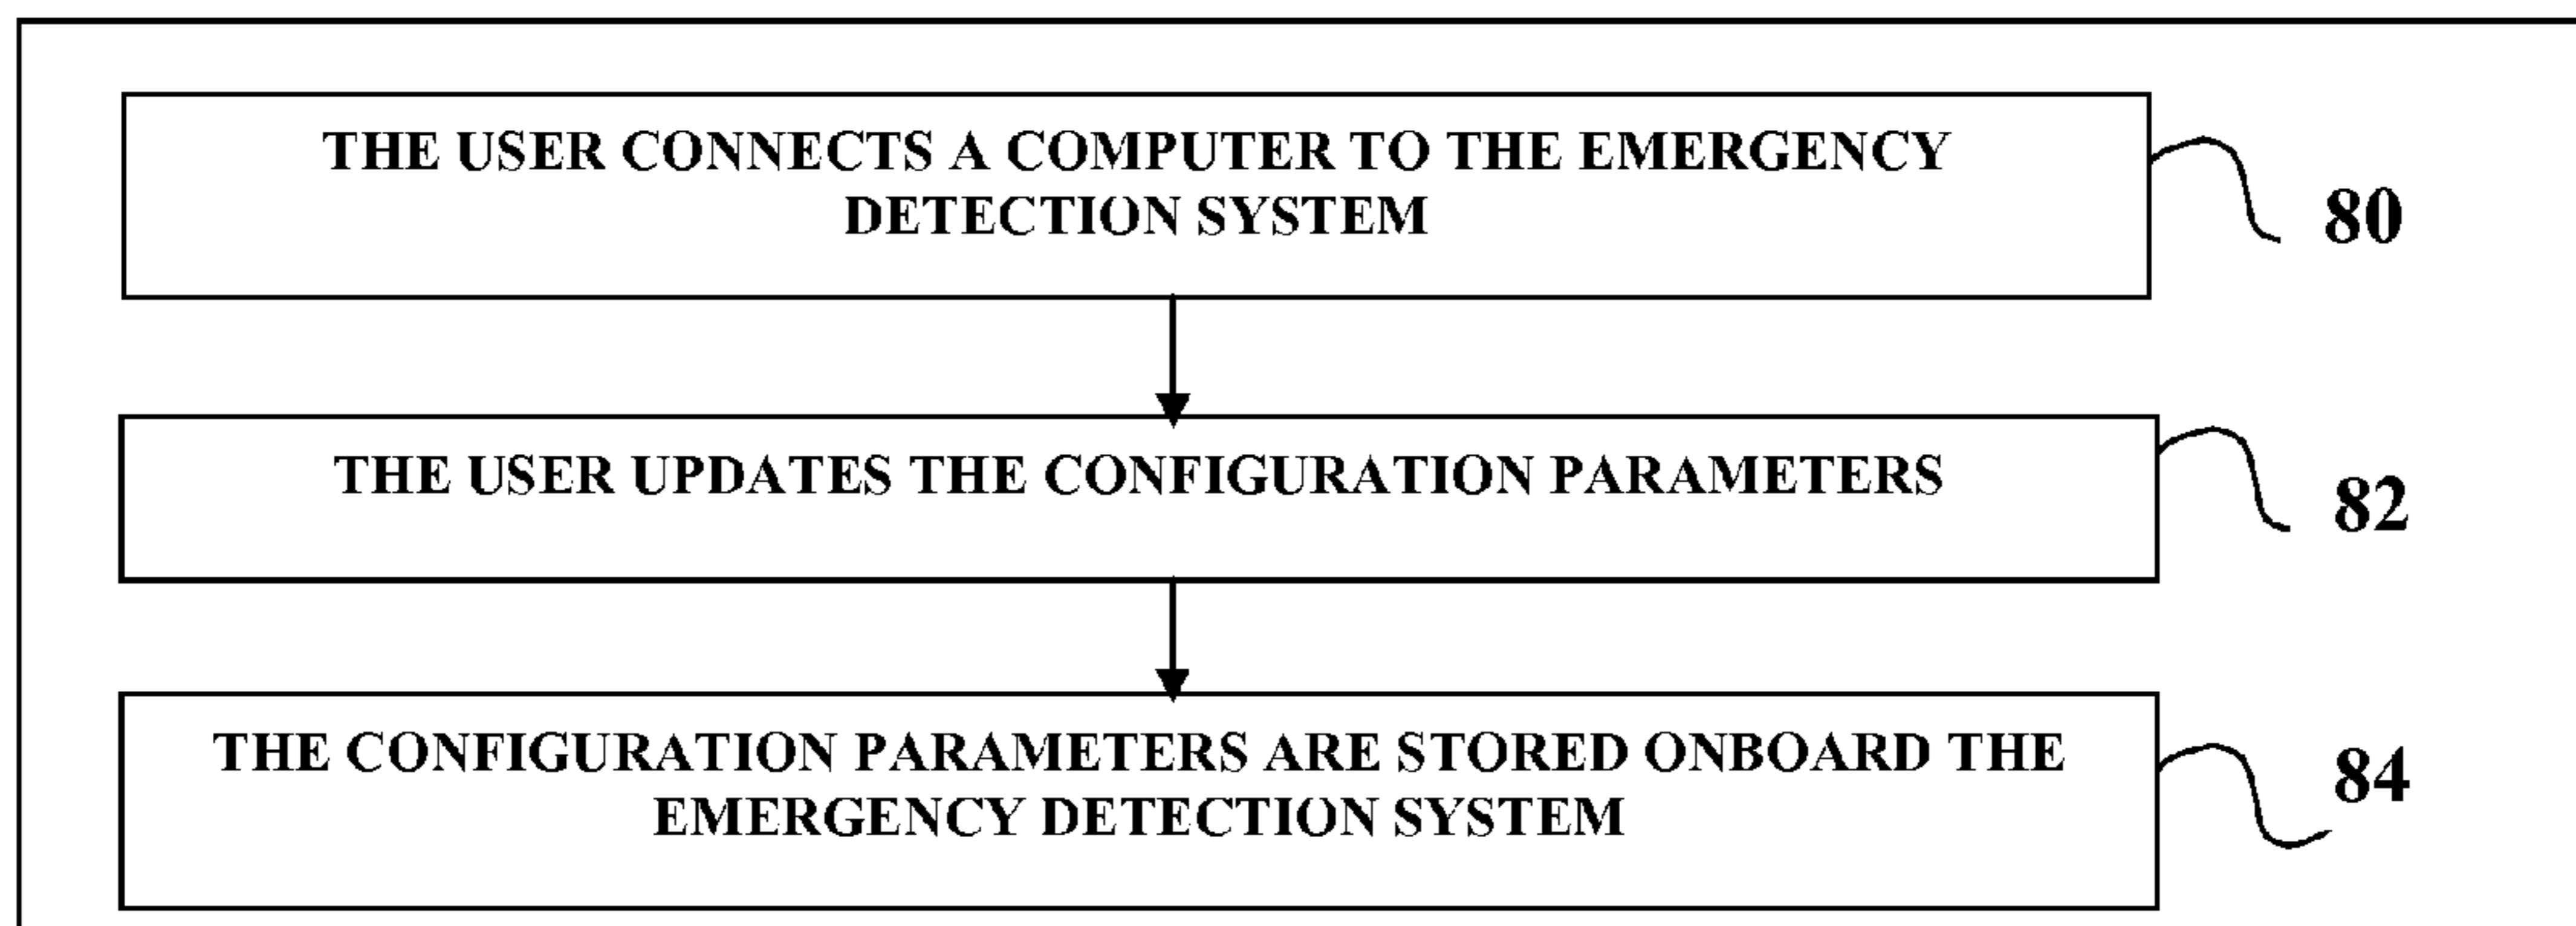 THE USER CONNECTS A COMPUTER TO THE EMERGENCY
DETECTION SYSTEM
80
THE USER UPDATES THE CONFIGURATION PARAMETERS
82
THE CONFIGURATION PARAMETERS ARE STORED ONBOARD THE
EMERGENCY DETECTION SYSTEM
84